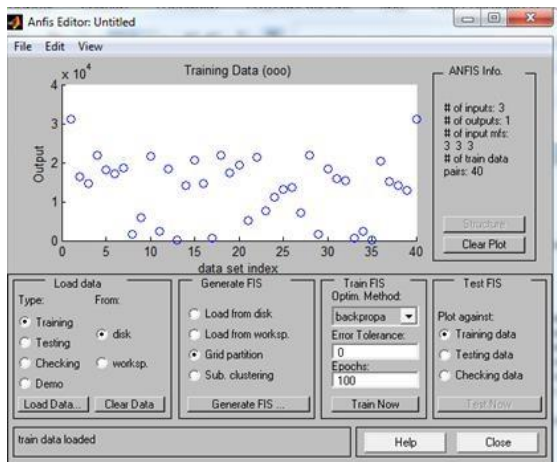 Anfis Editor: Untitled
File Edit View
Training Data (ooo)
x 10^4
4
3
2
1
0
Output
0 5 10 15 20 25 30 35 40
data set index
ANFIS Info.
# of inputs: 3
# of outputs: 1
# of input mfs:
3 3 3
# of train data
pairs: 40
Structure
Clear Plot
Load data
Type: From:
Training
Testing
Checking
Demo
disk
worksp.
Load Data...
Clear Data
Generate FIS
Load from disk
Load from worksp.
Grid partition
Sub. clustering
Generate FIS ...
Train FIS
Optim. Method:
backpropa
Error Tolerance:
0
Epochs:
100
Train Now
Test FIS
Plot against:
Training data
Testing data
Checking data
Test Now
train data loaded
Help
Close